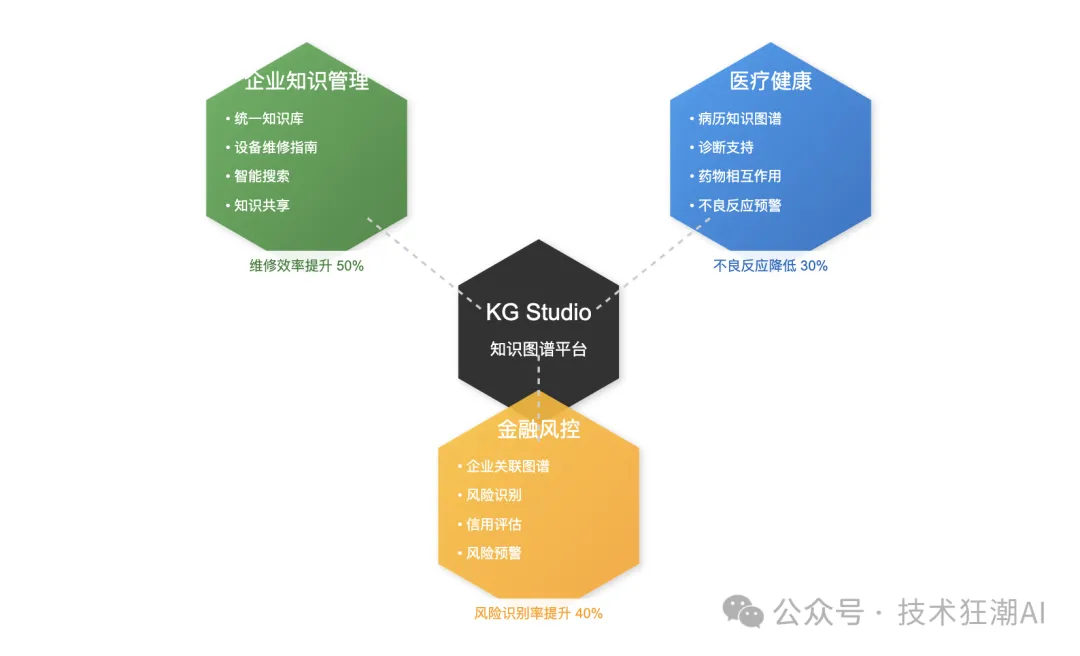 企业知识管理
• 统一知识库
• 设备维修指南
• 智能搜索
• 知识共享
维修效率提升 50%
医疗健康
• 病历知识图谱
• 诊断支持
• 药物相互作用
• 不良反应预警
不良反应降低 30%
KG Studio
知识图谱平台
金融风控
• 企业关联图谱
• 风险识别
• 信用评估
• 风险预警
风险识别率提升 40%
公众号 · 技术狂潮AI